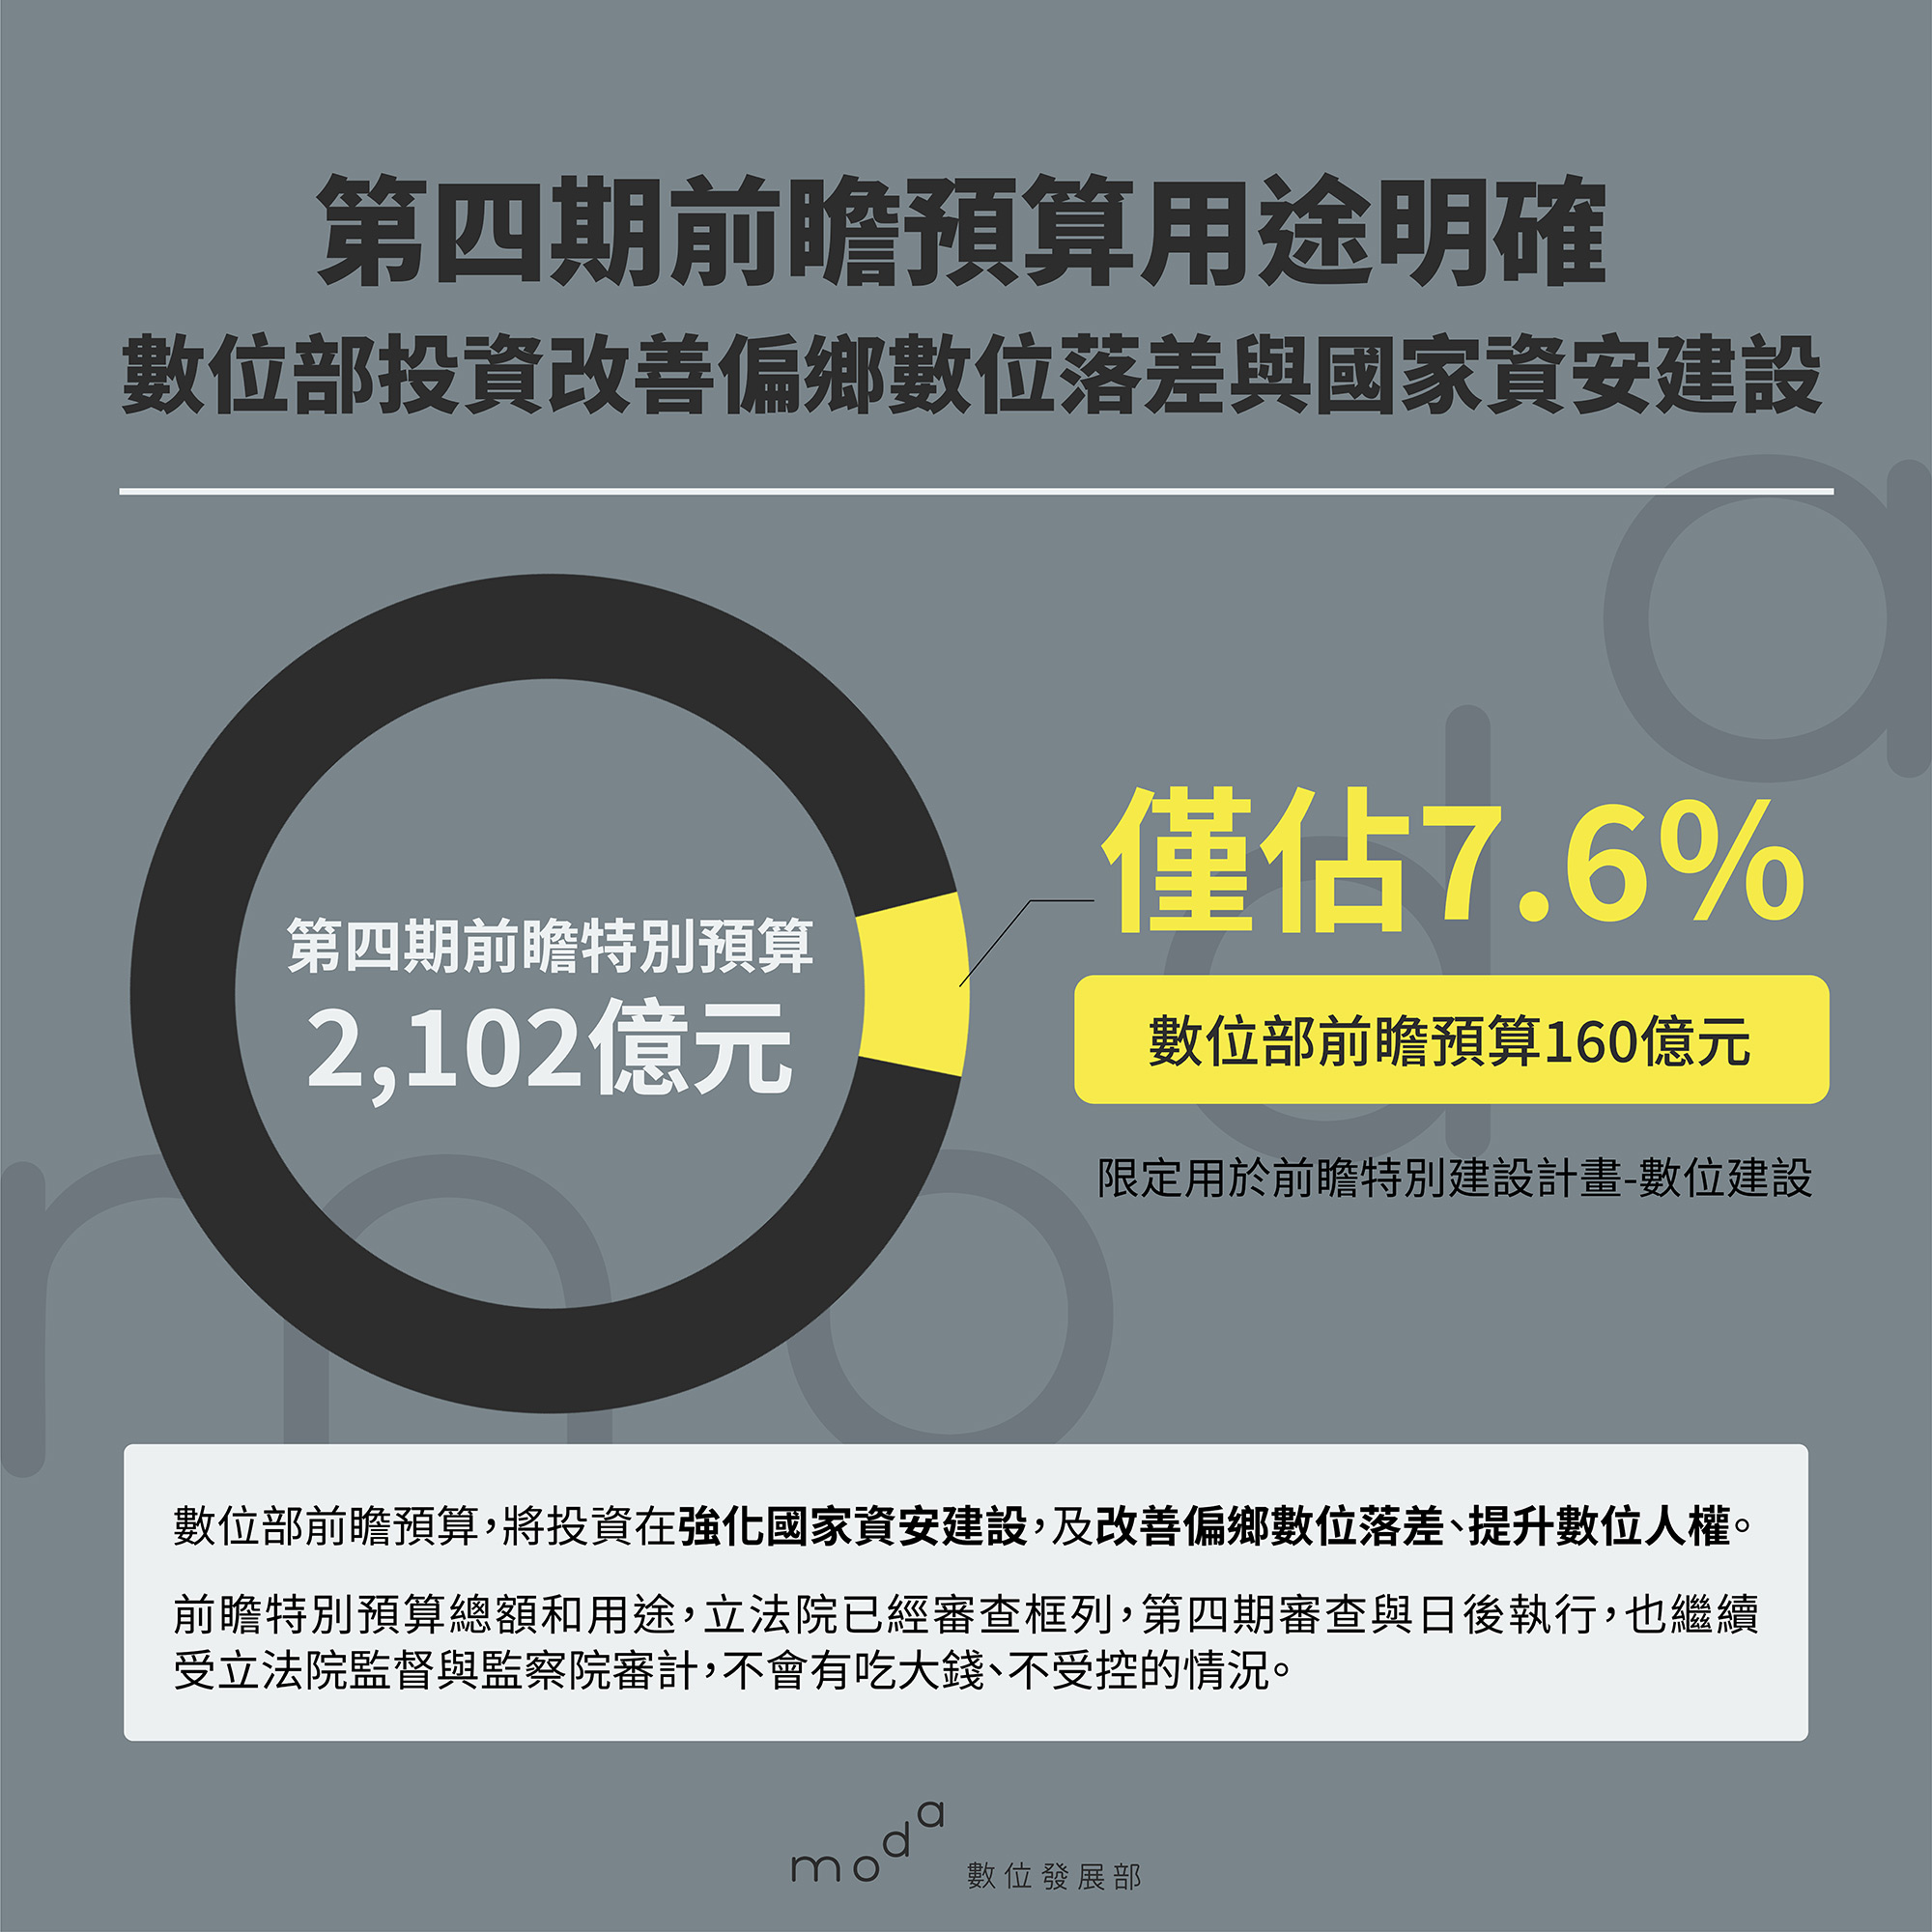 第四期前瞻預算用途明確
數位部投資改善偏鄉數位落差與國家資安建設
第四期前瞻特別預算
2,102億元
僅佔7.6%
數位部前瞻預算160億元
限定用於前瞻特別建設計畫-數位建設
數位部前瞻預算，將投資在強化國家資安建設，及改善偏鄉數位落差、提升數位人權。
前瞻特別預算總額和用途，立法院已經審查框列，第四期審查與日後執行，也繼續
受立法院監督與監察院審計，不會有吃大錢、不受控的情況。
moda 數位發展部